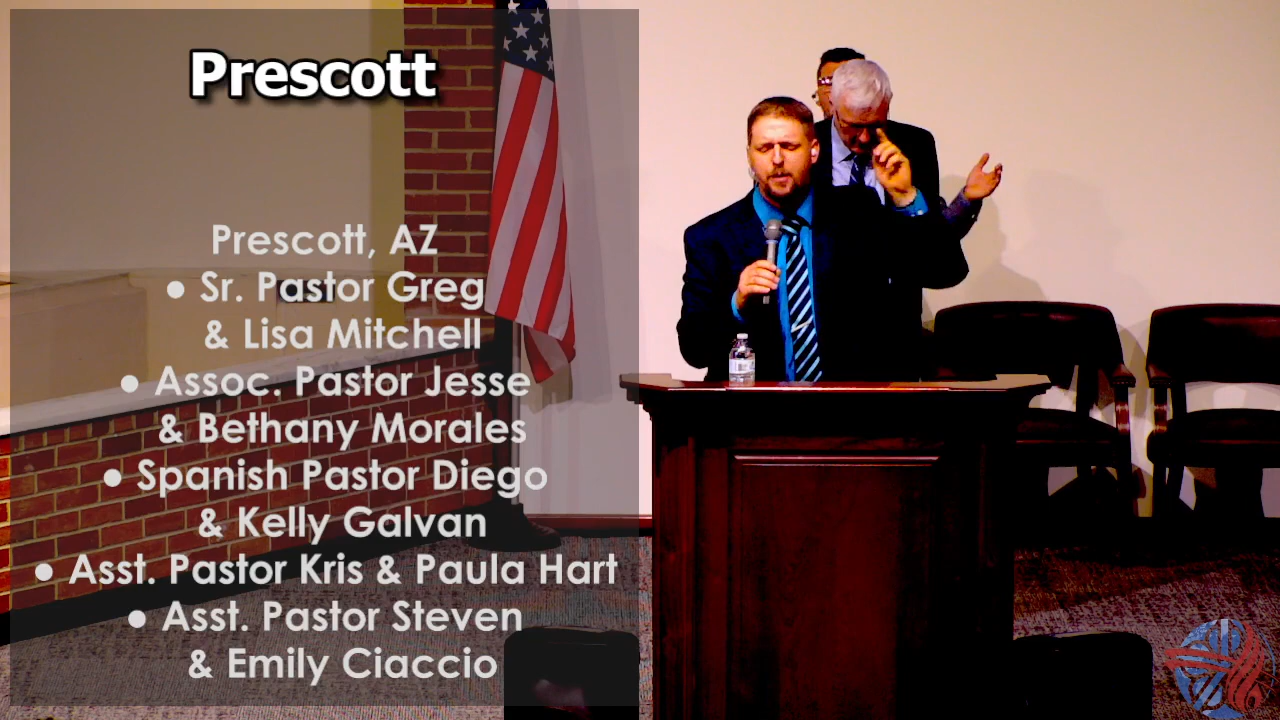 Prescott
Prescott, AZ
● Sr. Pastor Greg
& Lisa Mitchell
● Assoc. Pastor Jesse
& Bethany Morales
● Spanish Pastor Diego
& Kelly Galvan
● Asst. Pastor Kris & Paula Hart
● Asst. Pastor Steven
& Emily Ciaccio